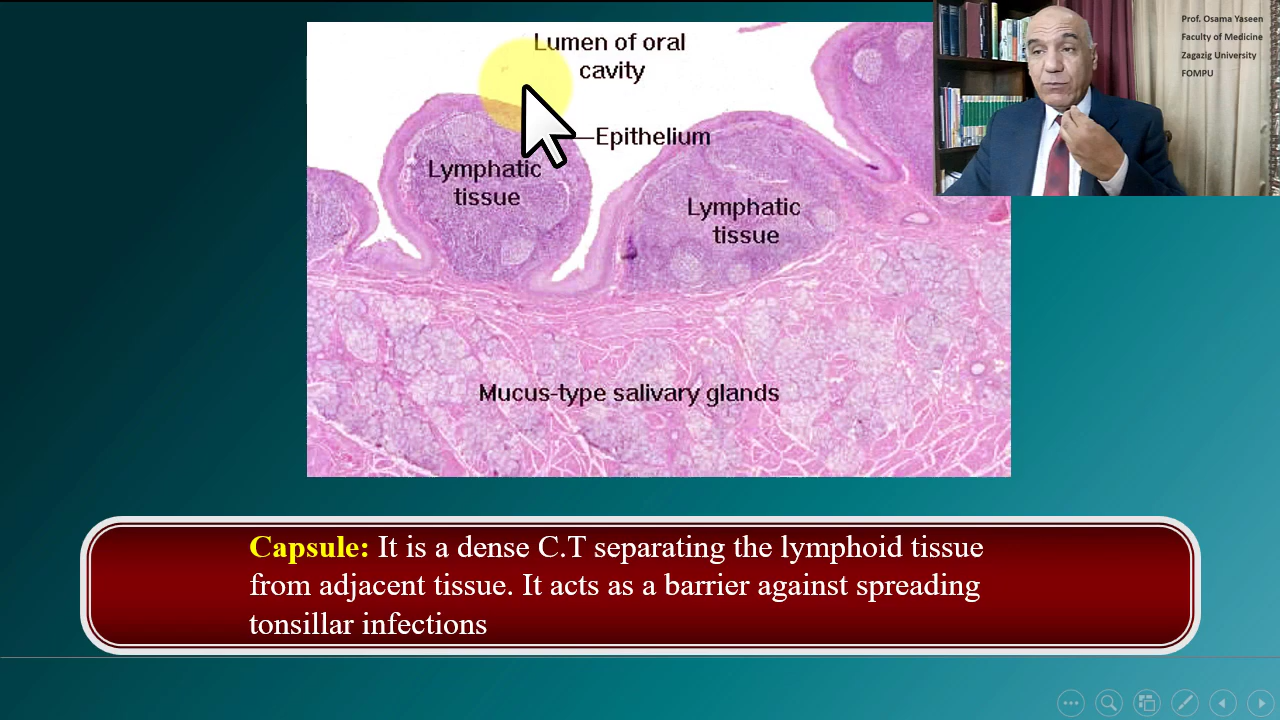 Prof. Osama Yaseen
Faculty of Medicine
Zagazig University
FOMPU
Lumen of oral
cavity
Epithelium
Lymphatic
tissue
Lymphatic
tissue
Mucus-type salivary glands
Capsule: It is a dense C.T separating the lymphoid tissue
from adjacent tissue. It acts as a barrier against spreading
tonsillar infections